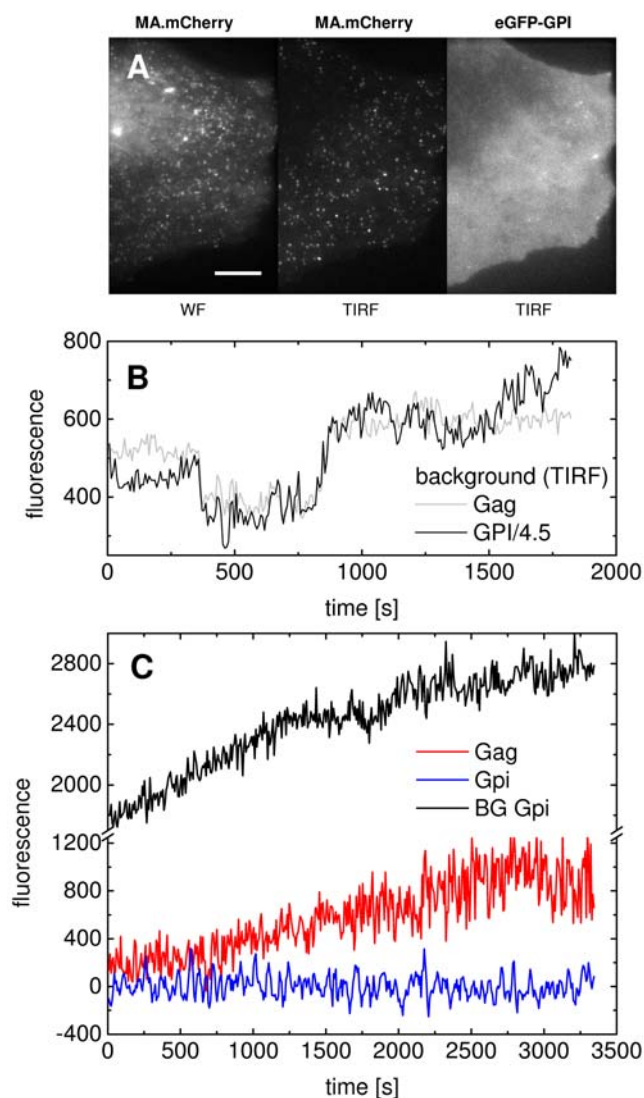 MA.mCherry MA.mCherry eGFP-GPI
A
WF TIRF TIRF
B
800
600
400
fluorescence
background (TIRF)
Gag
GPI/4.5
0 500 1000 1500 2000
time [s]
C
2800
2400
2000
1200
800
400
0
-400
fluorescence
Gag
Gpi
BG Gpi
0 500 1000 1500 2000 2500 3000 3500
time [s]